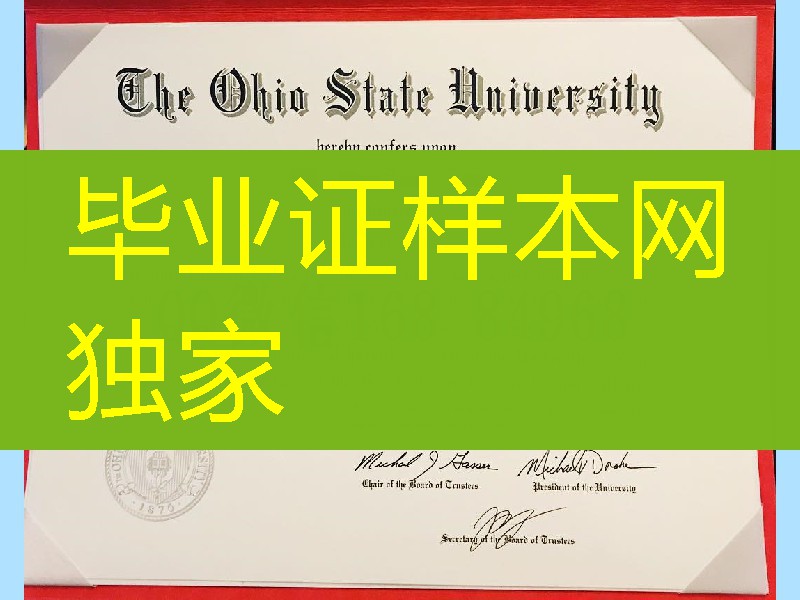 The Ohio State University
hereby confers upon
毕业证样本网
独家
Chair of the Board of Trustees
President of the University
Secretary of the Board of Trustees
1870